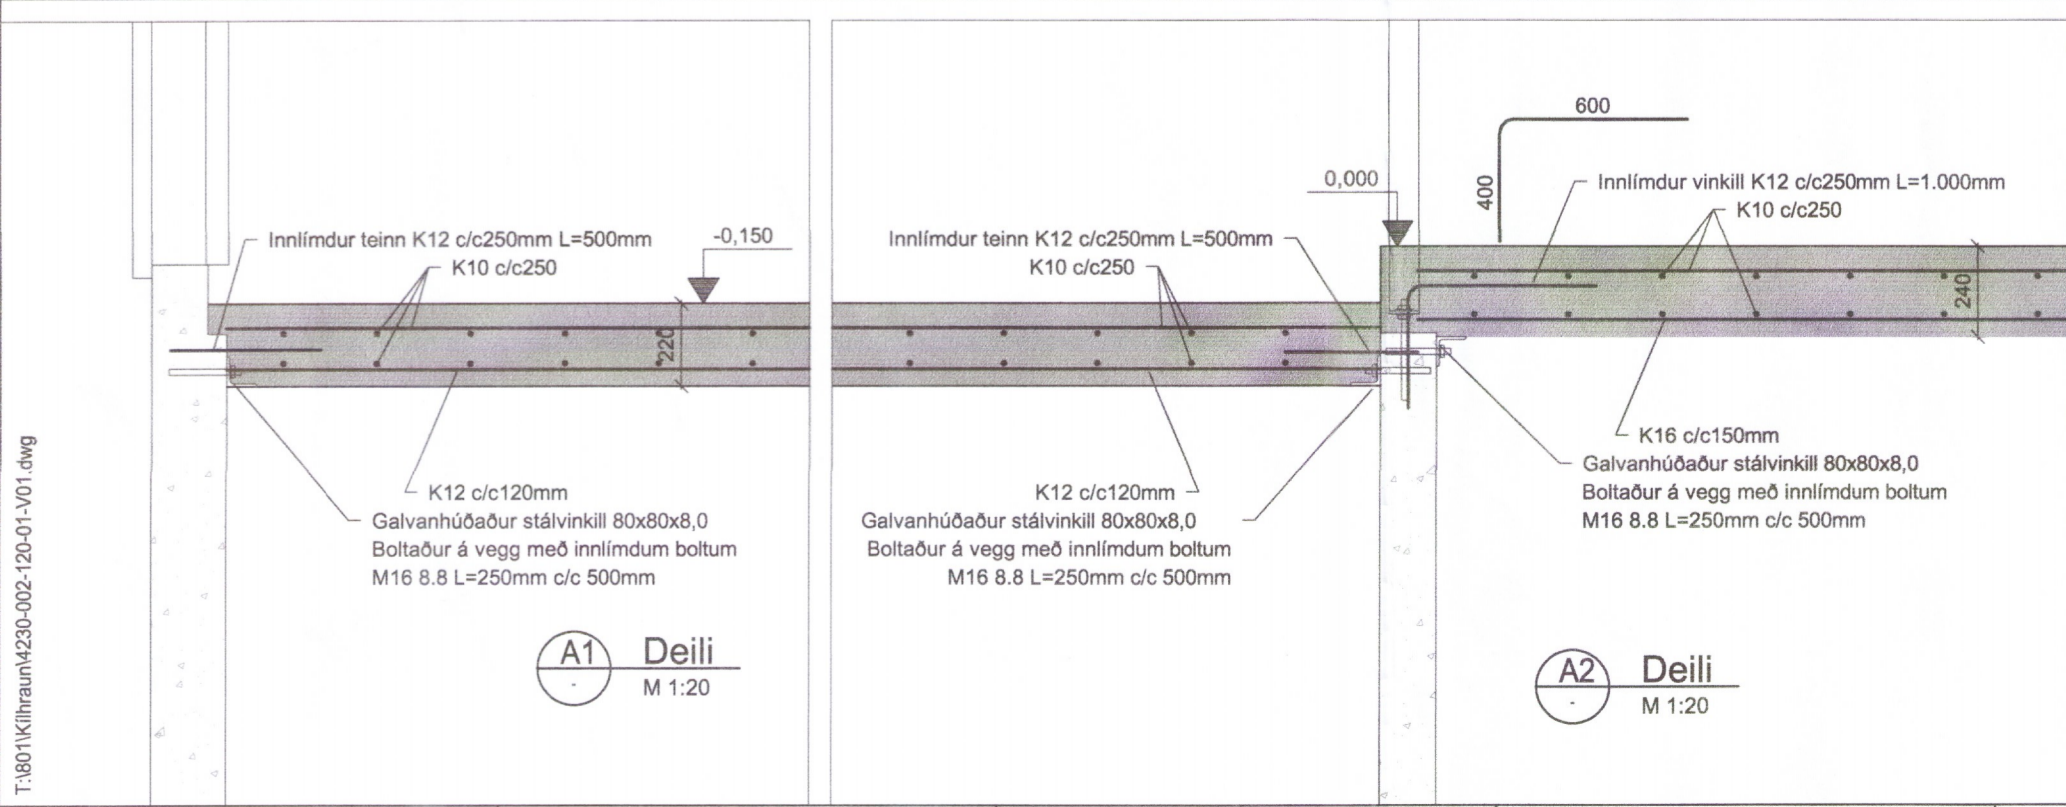 T:\801\Kílhraun\4230-002-120-01-V01.dwg
Innlímdur teinn K12 c/c250mm L=500mm
K10 c/c250
-0,150
220
K12 c/c120mm
Galvanhúðaður stálvinkill 80x80x8,0
Boltaður á vegg með innlímdum boltum
M16 8.8 L=250mm c/c 500mm
A1
-
Deili
M 1:20
Innlímdur teinn K12 c/c250mm L=500mm
K10 c/c250
0,000
K12 c/c120mm
Galvanhúðaður stálvinkill 80x80x8,0
Boltaður á vegg með innlímdum boltum
M16 8.8 L=250mm c/c 500mm
600
400
Innlímdur vinkill K12 c/c250mm L=1.000mm
K10 c/c250
240
K16 c/c150mm
Galvanhúðaður stálvinkill 80x80x8,0
Boltaður á vegg með innlímdum boltum
M16 8.8 L=250mm c/c 500mm
A2
-
Deili
M 1:20